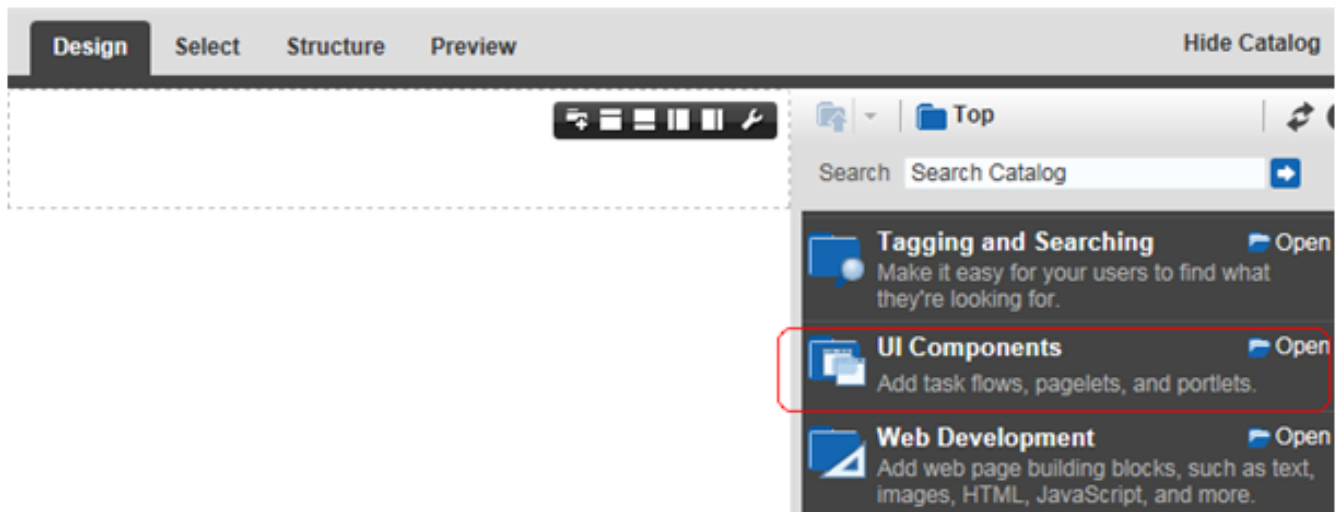 Design Select Structure Preview Hide Catalog
Top
Search Search Catalog
Tagging and Searching Open
Make it easy for your users to find what
they're looking for.
UI Components Open
Add task flows, pagelets, and portlets.
Web Development Open
Add web page building blocks, such as text,
images, HTML, JavaScript, and more.